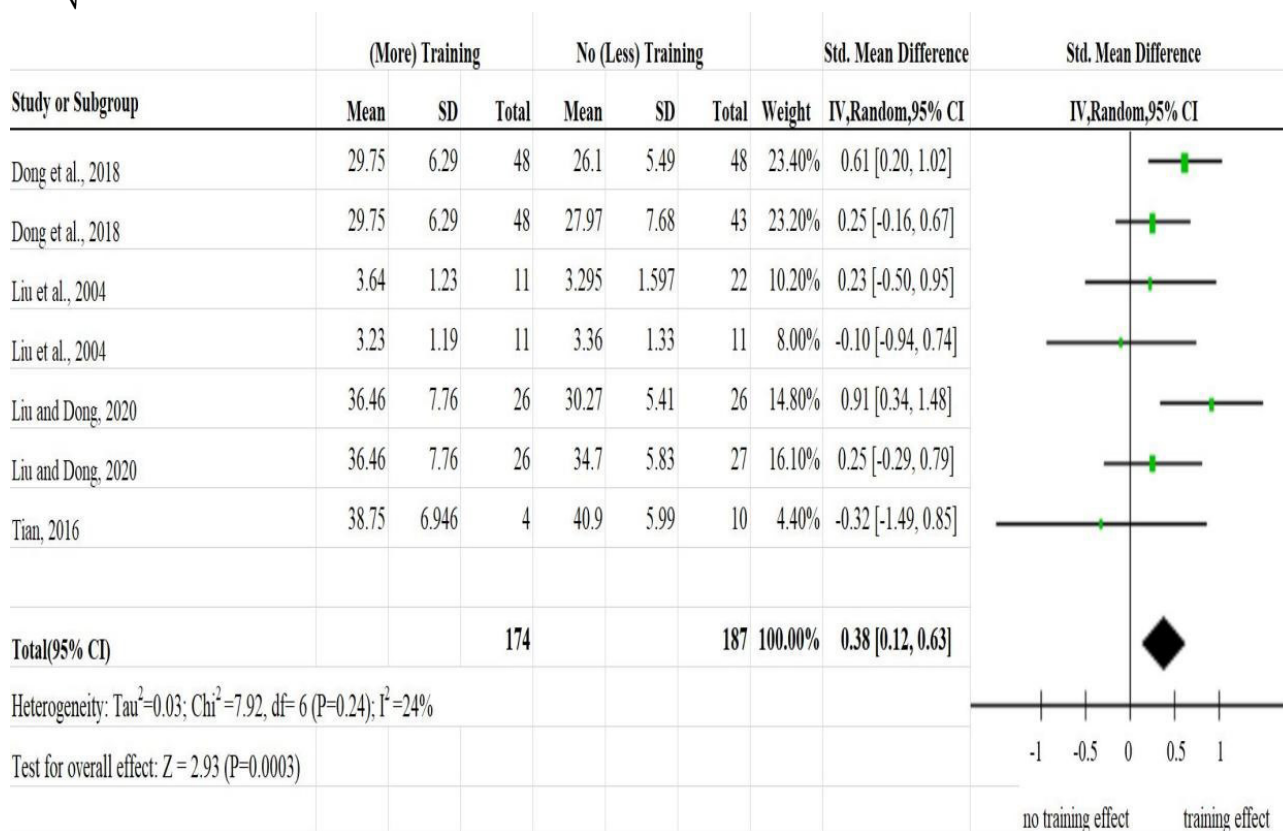 (More) Training No (Less) Training Std. Mean Difference Std. Mean Difference
Study or Subgroup Mean SD Total Mean SD Total Weight IV,Random,95% CI IV,Random,95% CI
Dong et al., 2018 29.75 6.29 48 26.1 5.49 48 23.40% 0.61 [0.20, 1.02]
Dong et al., 2018 29.75 6.29 48 27.97 7.68 43 23.20% 0.25 [-0.16, 0.67]
Liu et al., 2004 3.64 1.23 11 3.295 1.597 22 10.20% 0.23 [-0.50, 0.95]
Liu et al., 2004 3.23 1.19 11 3.36 1.33 11 8.00% -0.10 [-0.94, 0.74]
Liu and Dong, 2020 36.46 7.76 26 30.27 5.41 26 14.80% 0.91 [0.34, 1.48]
Liu and Dong, 2020 36.46 7.76 26 34.7 5.83 27 16.10% 0.25 [-0.29, 0.79]
Tian, 2016 38.75 6.946 4 40.9 5.99 10 4.40% -0.32 [-1.49, 0.85]
Total(95% CI) 174 187 100.00% 0.38 [0.12, 0.63]
Heterogeneity: Tau²=0.03; Chi²=7.92, df= 6 (P=0.24); I²=24%
Test for overall effect: Z = 2.93 (P=0.0003)
-1 -0.5 0 0.5 1
no training effect training effect